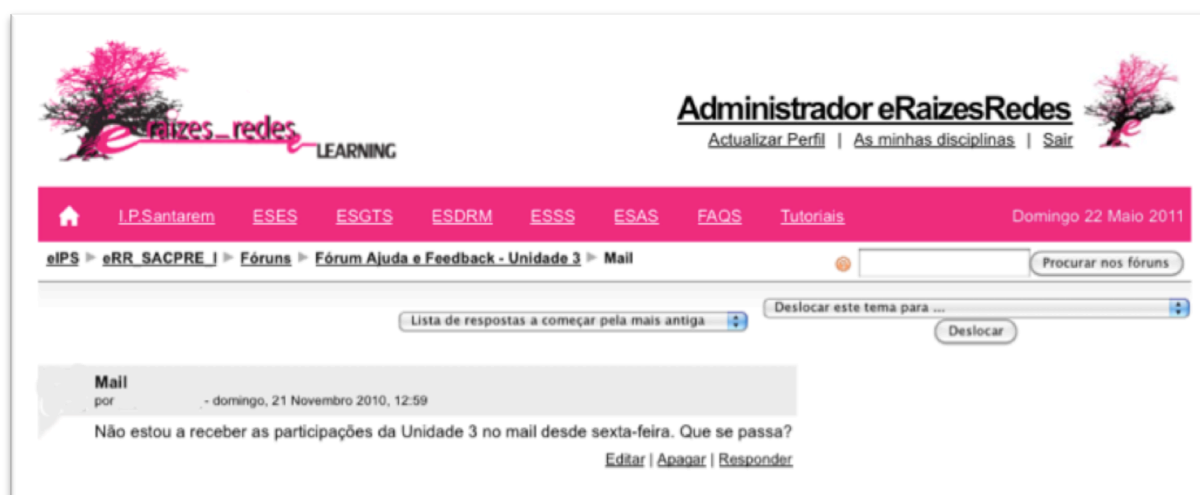 e-raizes_redes
LEARNING
Administrador eRaizesRedes
Actualizar Perfil | As minhas disciplinas | Sair
e
I.P.Santarem ESES ESGTS ESDRM ESSS ESAS FAQS Tutoriais Domingo 22 Maio 2011
eIPS ► eRR_SACPRE_I ► Fóruns ► Fórum Ajuda e Feedback - Unidade 3 ► Mail
Procurar nos fóruns
Lista de respostas a começar pela mais antiga
Deslocar este tema para ...
Deslocar
Mail
por - domingo, 21 Novembro 2010, 12:59
Não estou a receber as participações da Unidade 3 no mail desde sexta-feira. Que se passa?
Editar | Apagar | Responder